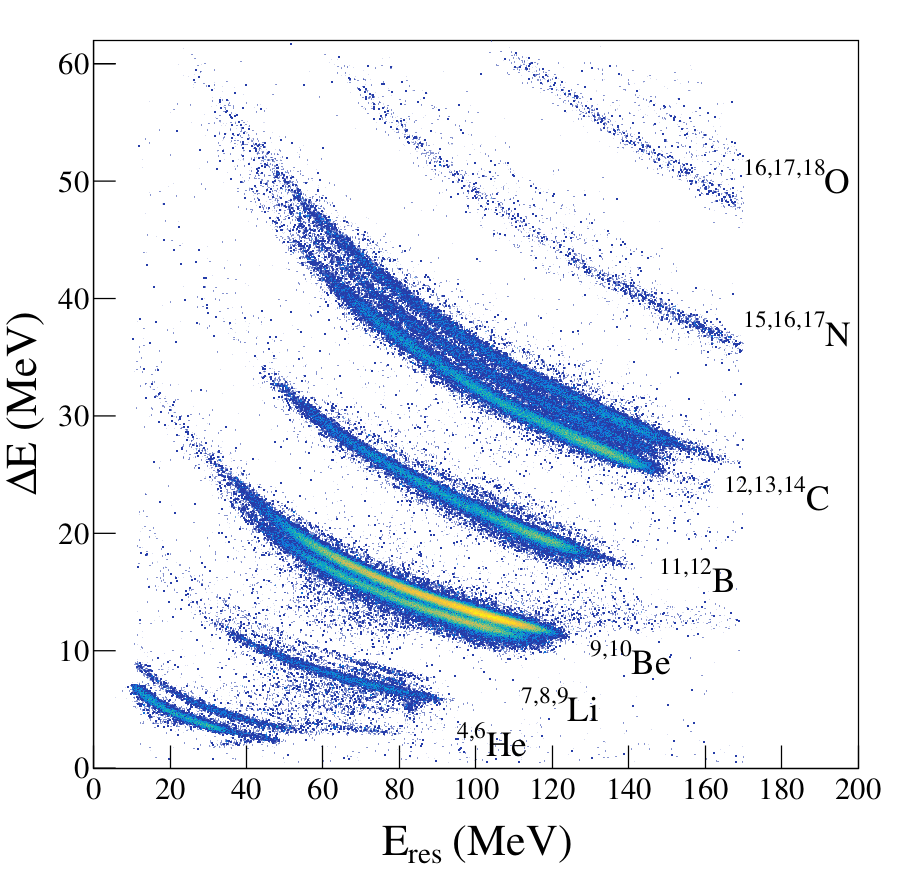 60
50
40
30
20
10
0
ΔE (MeV)
16,17,18O
15,16,17N
12,13,14C
11,12B
9,10Be
7,8,9Li
4,6He
0 20 40 60 80 100 120 140 160 180 200
Eres (MeV)